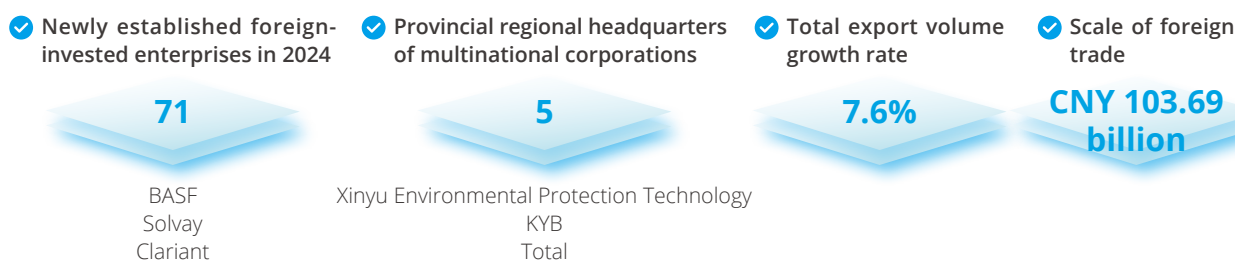 Newly established foreign-
invested enterprises in 2024
71
BASF
Solvay
Clariant
Provincial regional headquarters
of multinational corporations
5
Xinyu Environmental Protection Technology
KYB
Total
Total export volume
growth rate
7.6%
Scale of foreign
trade
CNY 103.69
billion